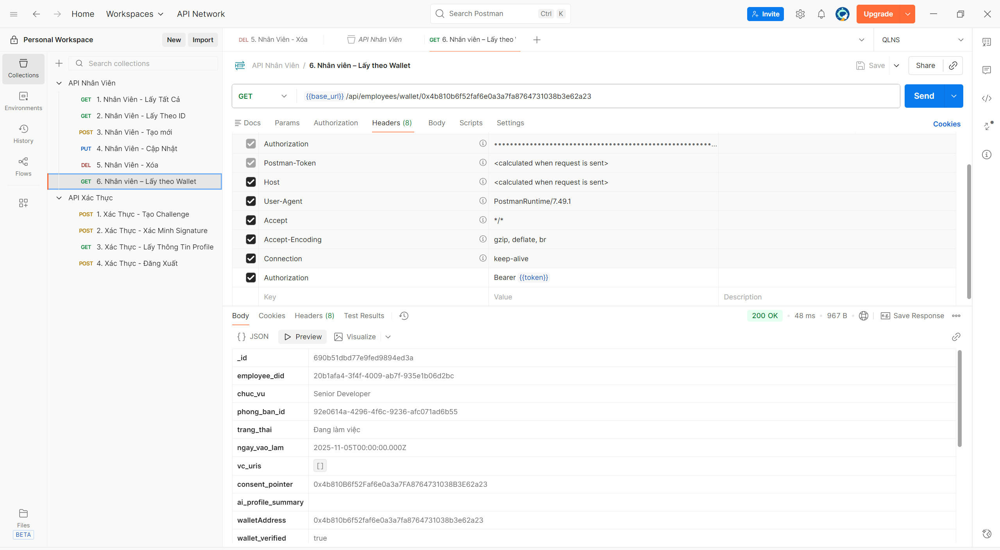 Home Workspaces API Network
Search Postman Ctrl K
Invite
Upgrade
Personal Workspace New Import
DEL 5. Nhân Viên - Xóa
API Nhân Viên
GET 6. Nhân viên – Lấy theo
QLNS
Collections
Environments
History
Flows
Files
BETA
Search collections
API Nhân Viên
GET 1. Nhân Viên - Lấy Tất Cả
GET 2. Nhân Viên - Lấy Theo ID
POST 3. Nhân Viên - Tạo mới
PUT 4. Nhân Viên - Cập Nhật
DEL 5. Nhân Viên - Xóa
GET 6. Nhân viên – Lấy theo Wallet
API Xác Thực
POST 1. Xác Thực - Tạo Challenge
POST 2. Xác Thực - Xác Minh Signature
GET 3. Xác Thực - Lấy Thông Tin Profile
POST 4. Xác Thực - Đăng Xuất
HTTP API Nhân Viên / 6. Nhân viên – Lấy theo Wallet
Save Share
GET {{base_url}}/api/employees/wallet/0x4b810b6f52faf6e0a3a7fa8764731038b3e62a23
Send
Docs Params Authorization Headers (8) Body Scripts Settings
Cookies
Authorization ••••••••••••••••••••••••••••••••••••••••••••••••••••••••...
Postman-Token <calculated when request is sent>
Host <calculated when request is sent>
User-Agent PostmanRuntime/7.49.1
Accept */*
Accept-Encoding gzip, deflate, br
Connection keep-alive
Authorization Bearer {{token}}
Key Value Description
Body Cookies Headers (8) Test Results
200 OK • 48 ms • 967 B • e.g. Save Response
{} JSON Preview Visualize
_id 690b51dbd77e9fed9894ed3a
employee_did 20b1afa4-3f4f-4009-ab7f-935e1b06d2bc
chuc_vu Senior Developer
phong_ban_id 92e0614a-4296-4f6c-9236-afc071ad6b55
trang_thai Đang làm việc
ngay_vao_lam 2025-11-05T00:00:00.000Z
vc_uris []
consent_pointer 0x4b810B6f52Faf6e0a3a7FA8764731038B3E62a23
ai_profile_summary
walletAddress 0x4b810b6f52faf6e0a3a7fa8764731038b3e62a23
wallet_verified true